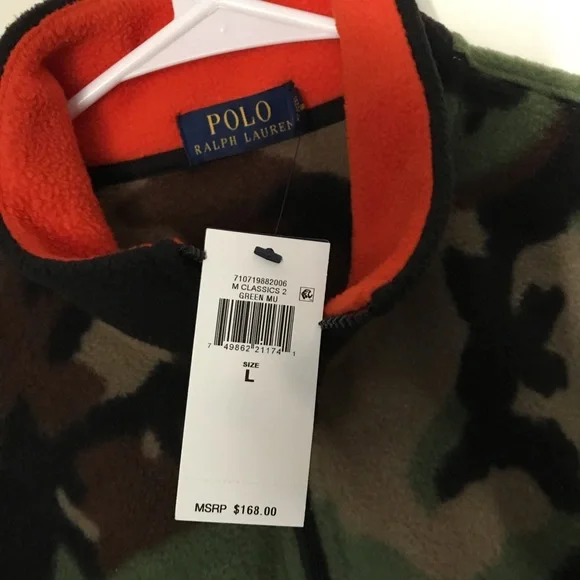 POLO
RALPH LAUREN
710719882006
M CLASSICS 2
GREEN MU
7 49862 21174 1
SIZE
L
MSRP $168.00